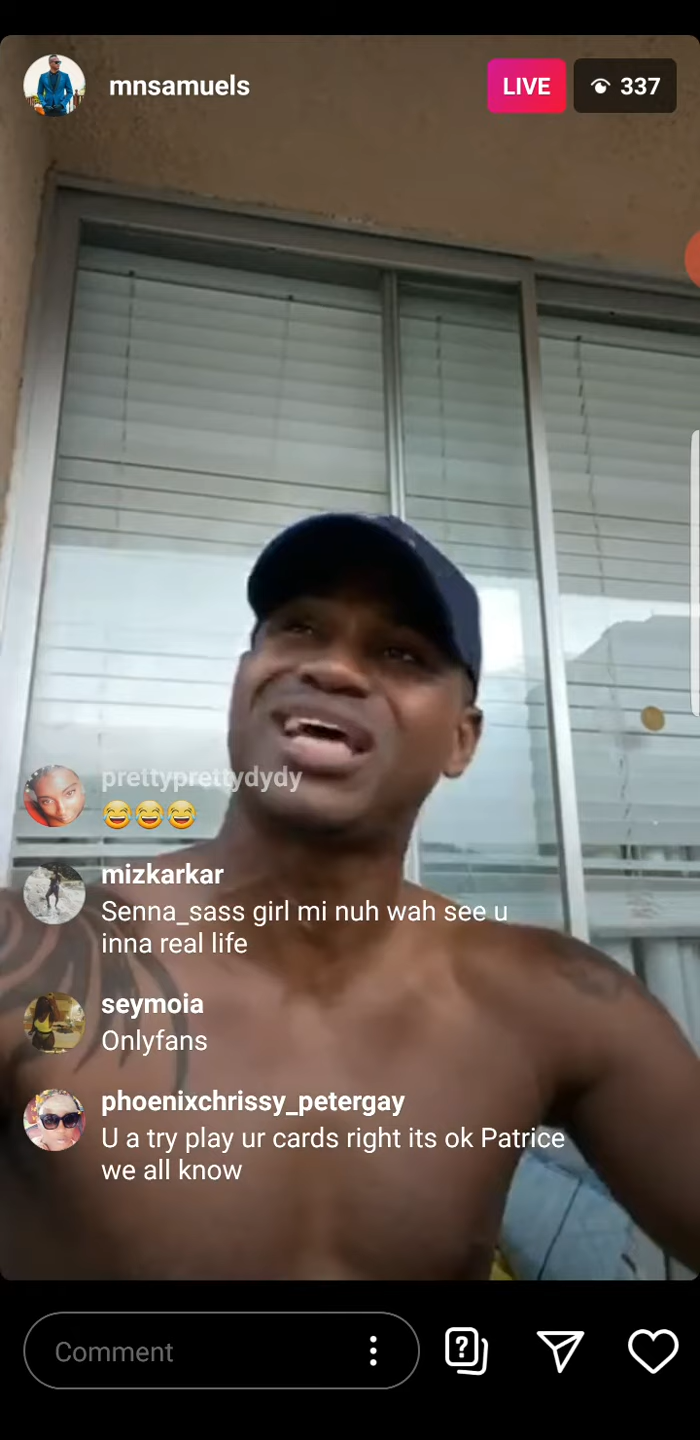 mnsamuels
LIVE
337
prettyprettydydy
😂😂😂
mizkarkar
Senna_sass girl mi nuh wah see u
inna real life
seymoia
Onlyfans
phoenixchrissy_petergay
U a try play ur cards right its ok Patrice
we all know
Comment
?